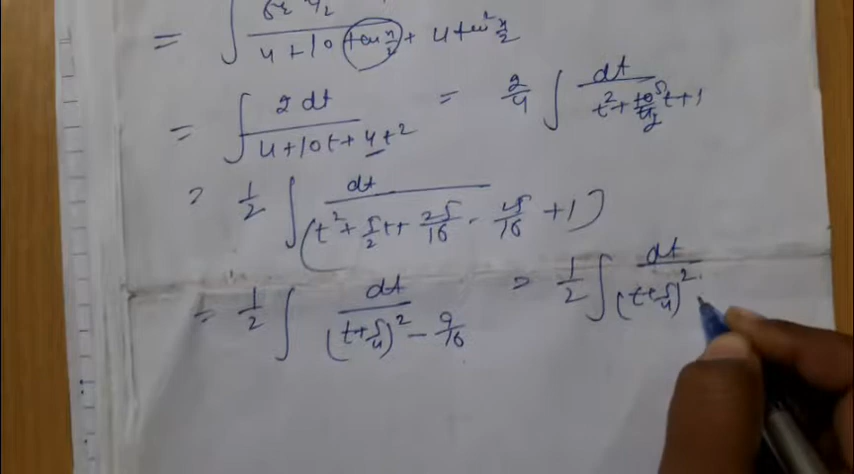 = ∫ sec² x/2 / 4 + 10 tan x/2 + 4 tan² x/2
= ∫ 2 dt / 4 + 10t + 4t² = 2/4 ∫ dt / t² + 10/4 5/2 t + 1
= 1/2 ∫ dt / (t² + 5/2 t + 25/16 - 25/16 + 1)
= 1/2 ∫ dt / (t + 5/4)² - 9/16 = 1/2 ∫ dt / (t + 5/4)²